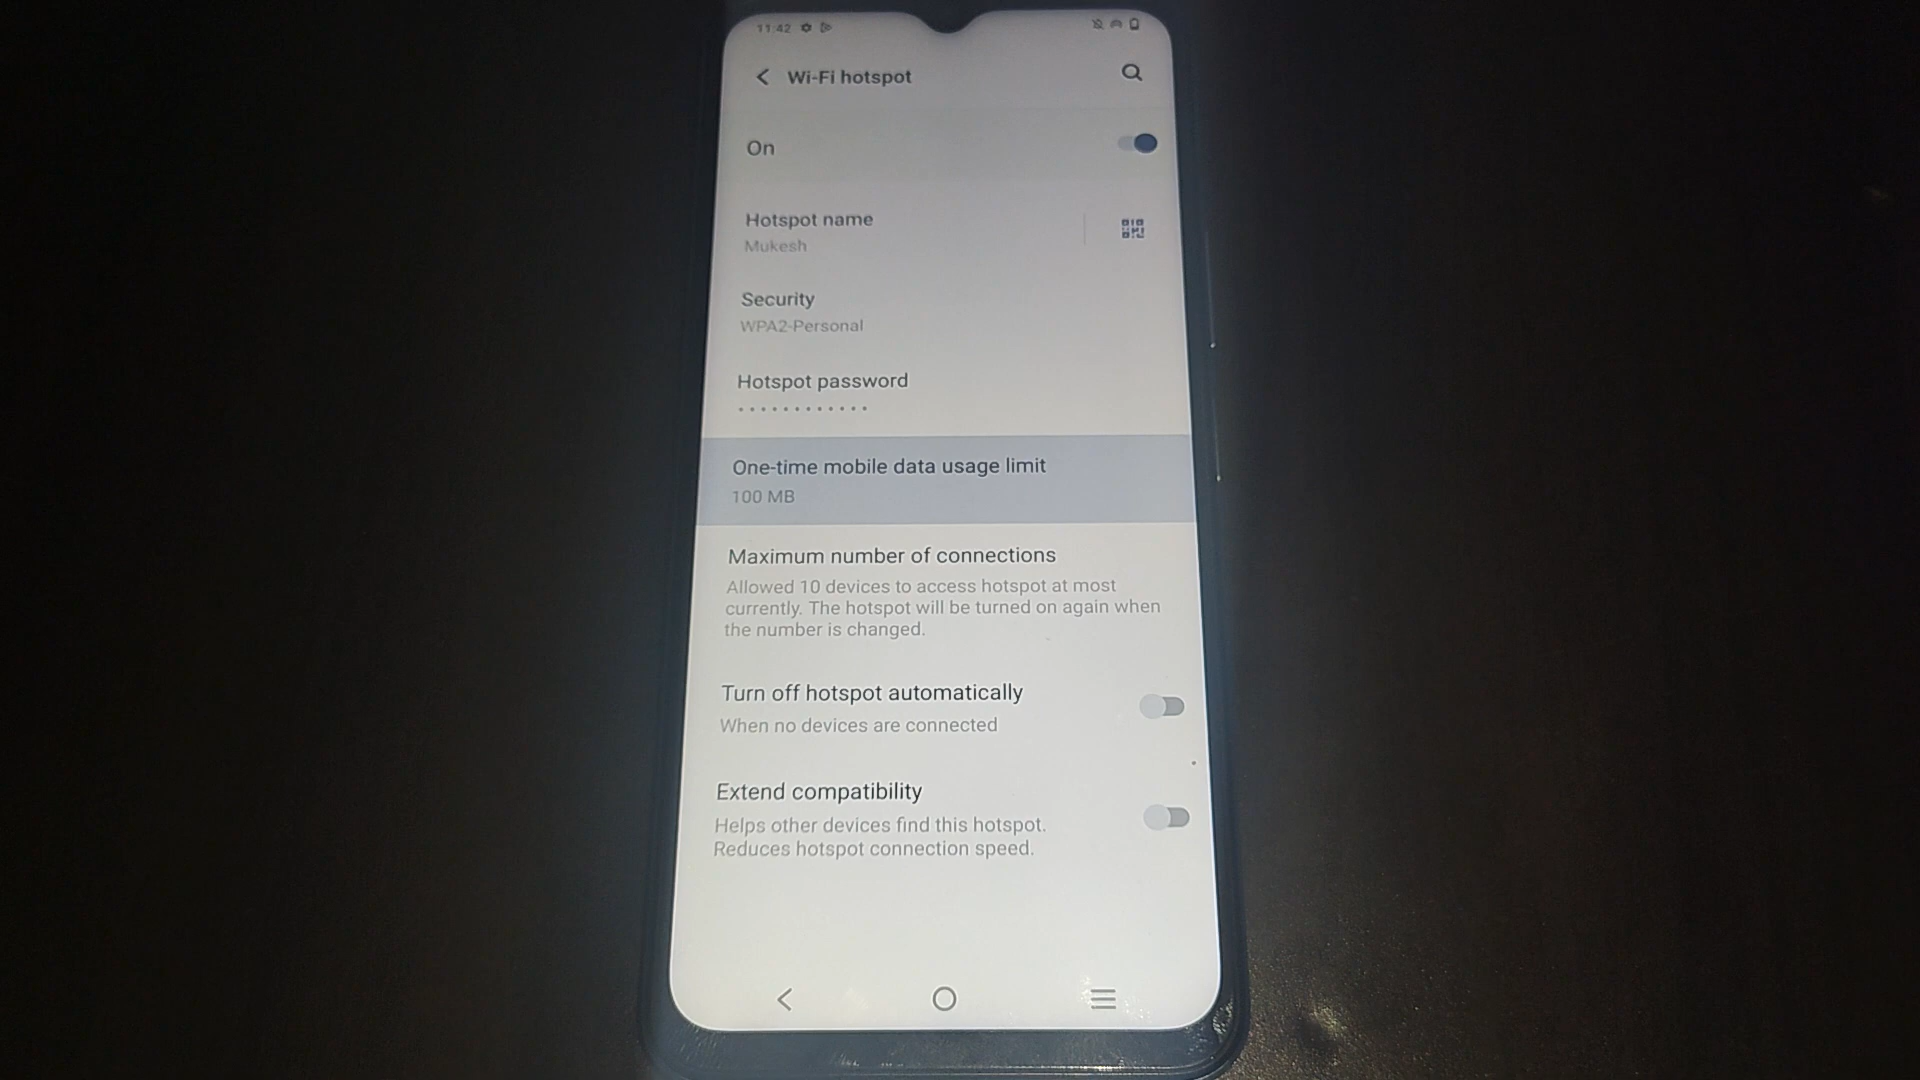 11:42
Wi-Fi hotspot
On
Hotspot name
Mukesh
Security
WPA2-Personal
Hotspot password
One-time mobile data usage limit
100 MB
Maximum number of connections
Allowed 10 devices to access hotspot at most
currently. The hotspot will be turned on again when
the number is changed.
Turn off hotspot automatically
When no devices are connected
Extend compatibility
Helps other devices find this hotspot.
Reduces hotspot connection speed.